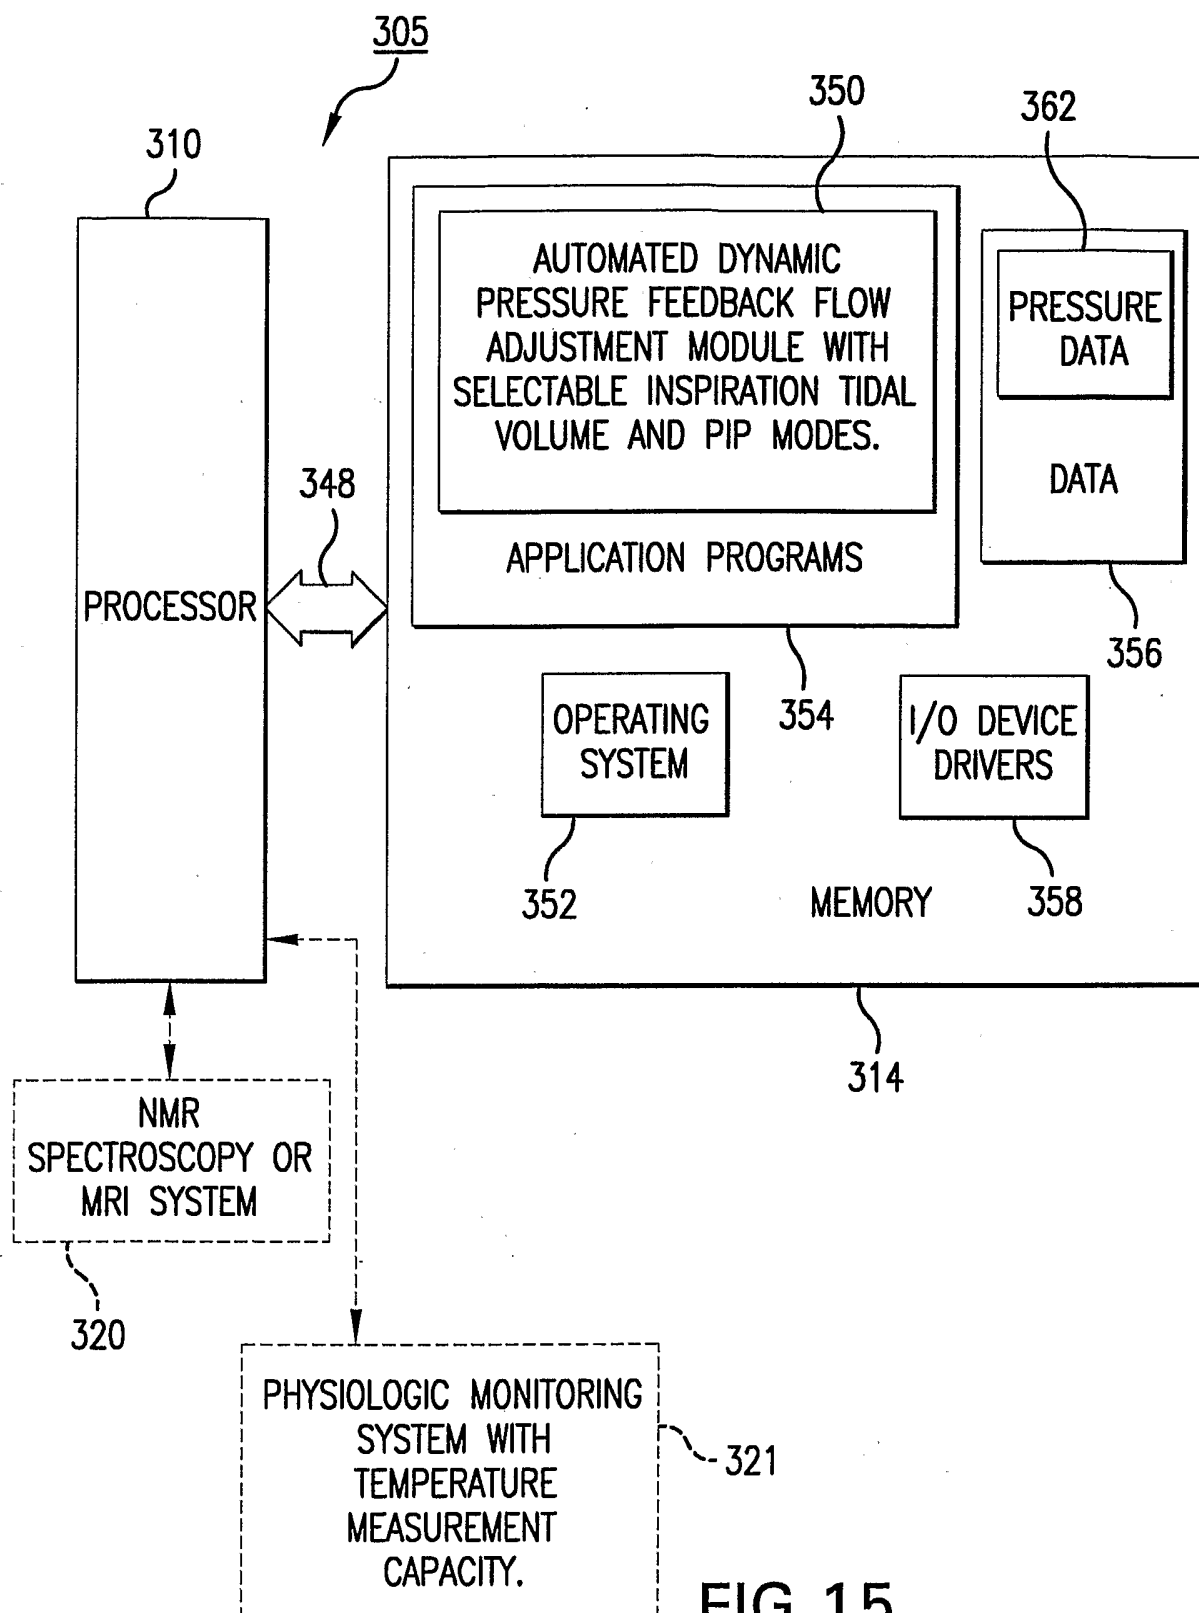 305
350
362
310
AUTOMATED DYNAMIC
PRESSURE FEEDBACK FLOW
ADJUSTMENT MODULE WITH
SELECTABLE INSPIRATION TIDAL
VOLUME AND PIP MODES.
PRESSURE
DATA
DATA
348
APPLICATION PROGRAMS
PROCESSOR
356
354
OPERATING
SYSTEM
I/O DEVICE
DRIVERS
352
358
MEMORY
314
NMR
SPECTROSCOPY OR
MRI SYSTEM
320
PHYSIOLOGIC MONITORING
SYSTEM WITH
TEMPERATURE
MEASUREMENT
CAPACITY.
321
FIG 15